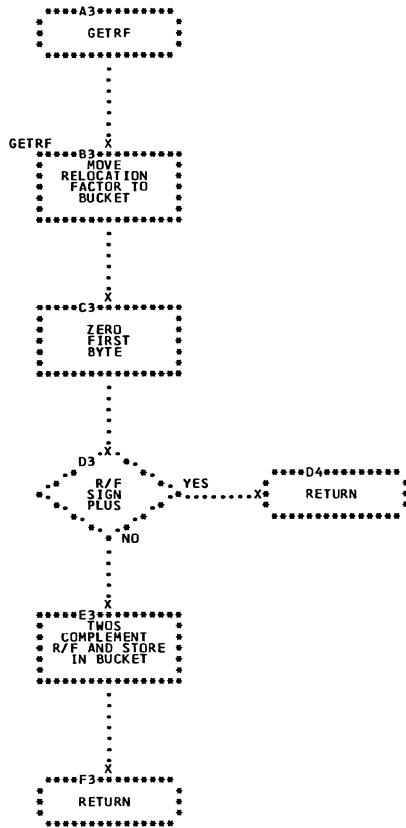 A3
GETRF
GETRF
B3
MOVE
RELOCATION
FACTOR TO
BUCKET
C3
ZERO
FIRST
BYTE
D3
R/F
SIGN
PLUS
YES
D4
RETURN
NO
E3
TWOS
COMPLEMENT
R/F AND STORE
IN BUCKET
F3
RETURN